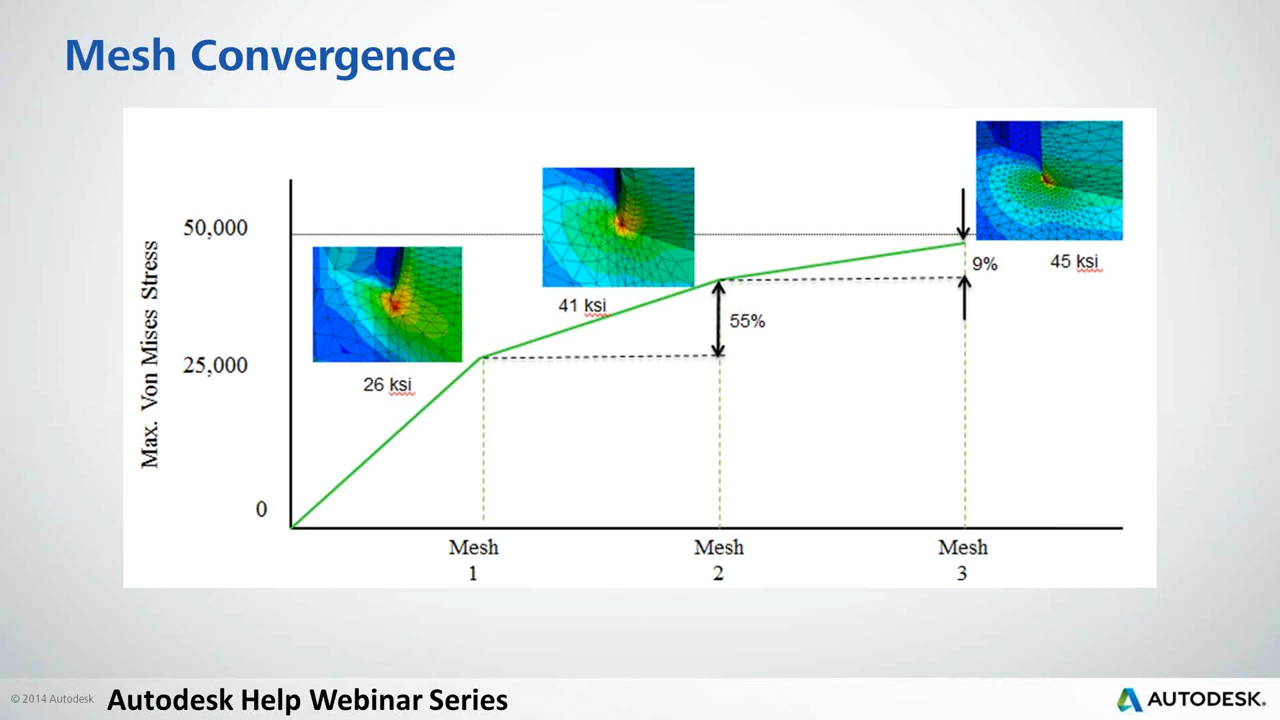 Mesh Convergence
Max. Von Mises Stress
50,000
25,000
0
26 ksi
41 ksi
55%
9%
45 ksi
Mesh
1
Mesh
2
Mesh
3
© 2014 Autodesk
Autodesk Help Webinar Series
AUTODESK.